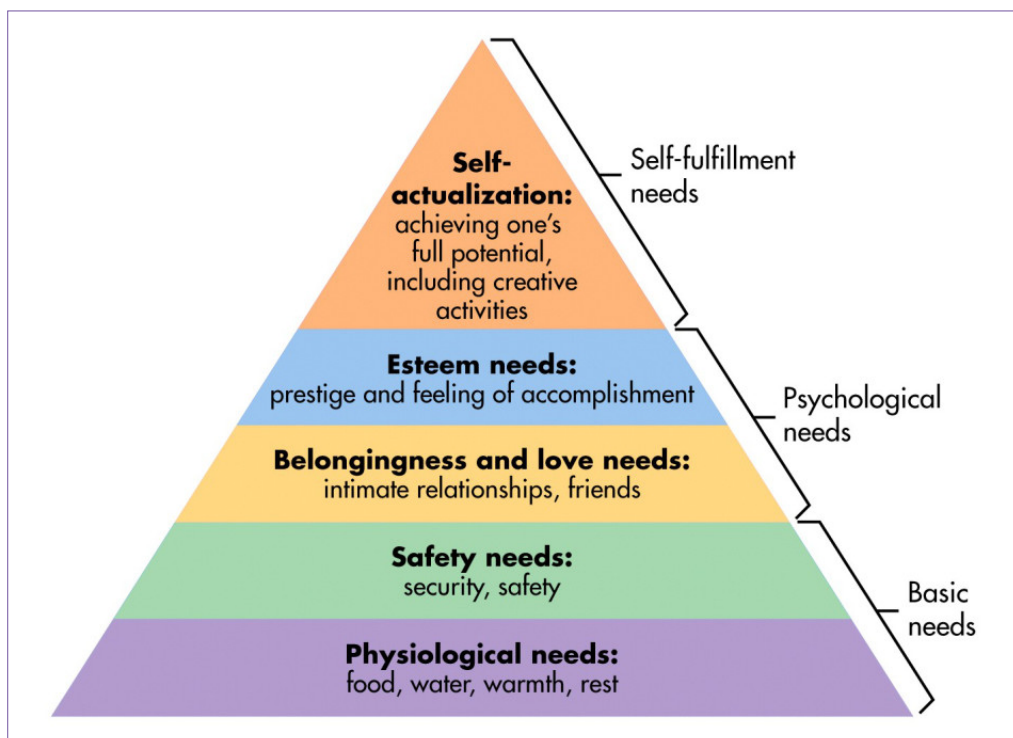 Self-
actualization:
achieving one's
full potential,
including creative
activities
Self-fulfillment
needs
Esteem needs:
prestige and feeling of accomplishment
Psychological
needs
Belongingness and love needs:
intimate relationships, friends
Safety needs:
security, safety
Basic
needs
Physiological needs:
food, water, warmth, rest